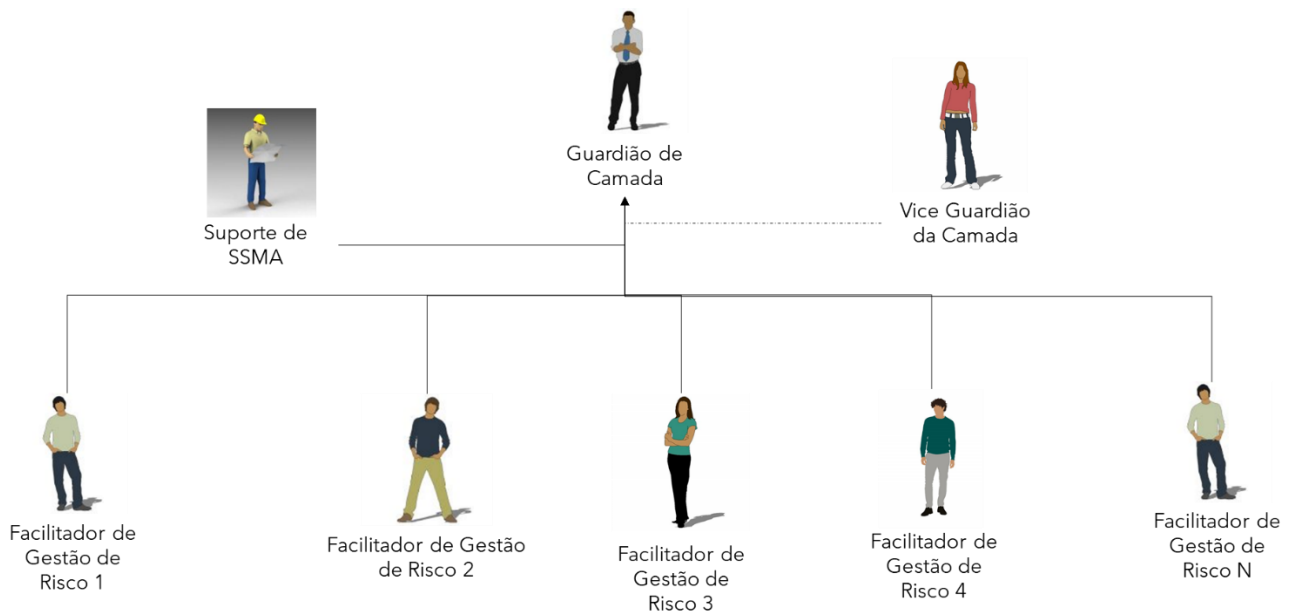 Guardião de
Camada
Suporte de
SSMA
Vice Guardião
da Camada
Facilitador de
Gestão de
Risco 1
Facilitador de Gestão
de Risco 2
Facilitador de
Gestão de
Risco 3
Facilitador de
Gestão de
Risco 4
Facilitador de
Gestão de
Risco N